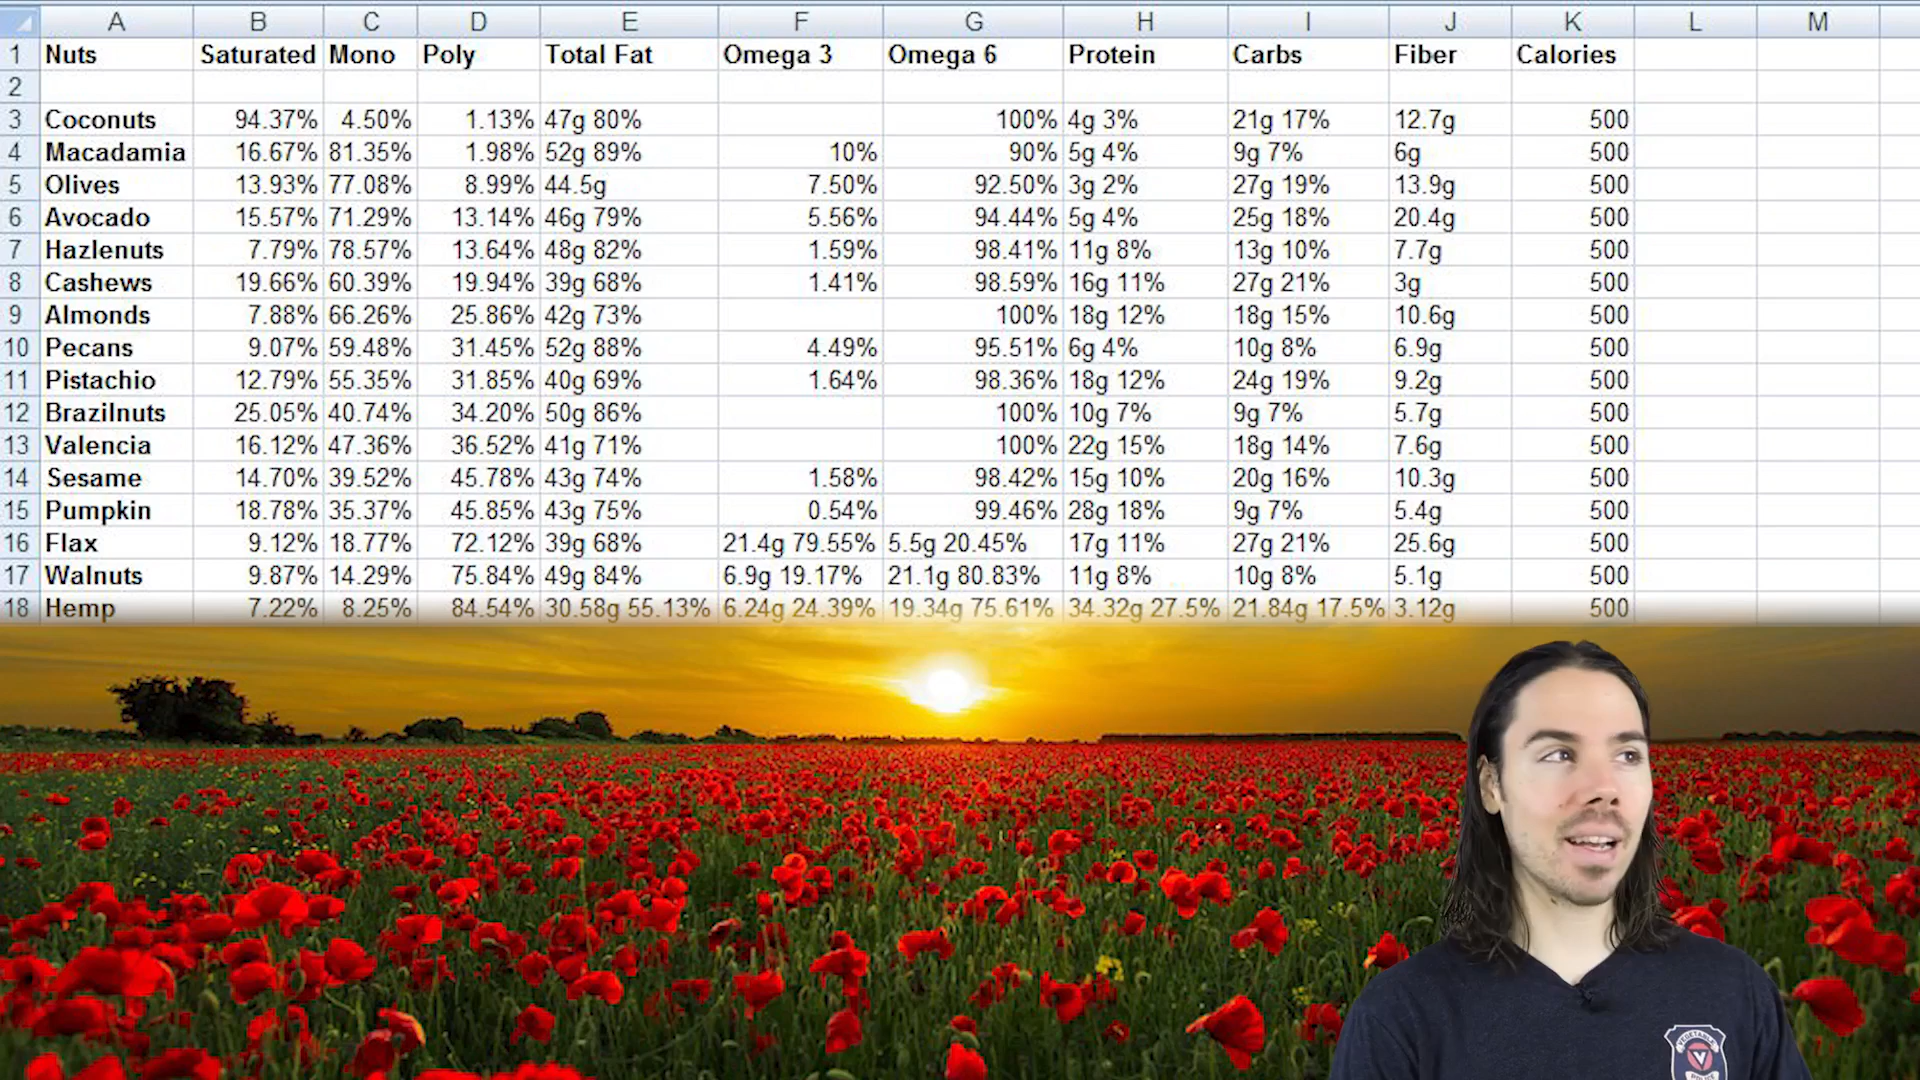 A B C D E F G H I J K L M
1 Nuts Saturated Mono Poly Total Fat Omega 3 Omega 6 Protein Carbs Fiber Calories
2
3 Coconuts 94.37% 4.50% 1.13% 47g 80% 100% 4g 3% 21g 17% 12.7g 500
4 Macadamia 16.67% 81.35% 1.98% 52g 89% 10% 90% 5g 4% 9g 7% 6g 500
5 Olives 13.93% 77.08% 8.99% 44.5g 7.50% 92.50% 3g 2% 27g 19% 13.9g 500
6 Avocado 15.57% 71.29% 13.14% 46g 79% 5.56% 94.44% 5g 4% 25g 18% 20.4g 500
7 Hazlenuts 7.79% 78.57% 13.64% 48g 82% 1.59% 98.41% 11g 8% 13g 10% 7.7g 500
8 Cashews 19.66% 60.39% 19.94% 39g 68% 1.41% 98.59% 16g 11% 27g 21% 3g 500
9 Almonds 7.88% 66.26% 25.86% 42g 73% 100% 18g 12% 18g 15% 10.6g 500
10 Pecans 9.07% 59.48% 31.45% 52g 88% 4.49% 95.51% 6g 4% 10g 8% 6.9g 500
11 Pistachio 12.79% 55.35% 31.85% 40g 69% 1.64% 98.36% 18g 12% 24g 19% 9.2g 500
12 Brazilnuts 25.05% 40.74% 34.20% 50g 86% 100% 10g 7% 9g 7% 5.7g 500
13 Valencia 16.12% 47.36% 36.52% 41g 71% 100% 22g 15% 18g 14% 7.6g 500
14 Sesame 14.70% 39.52% 45.78% 43g 74% 1.58% 98.42% 15g 10% 20g 16% 10.3g 500
15 Pumpkin 18.78% 35.37% 45.85% 43g 75% 0.54% 99.46% 28g 18% 9g 7% 5.4g 500
16 Flax 9.12% 18.77% 72.12% 39g 68% 21.4g 79.55% 5.5g 20.45% 17g 11% 27g 21% 25.6g 500
17 Walnuts 9.87% 14.29% 75.84% 49g 84% 6.9g 19.17% 21.1g 80.83% 11g 8% 10g 8% 5.1g 500
18 Hemp 7.22% 8.25% 84.54% 30.58g 55.13% 6.24g 24.39% 19.34g 75.61% 34.32g 27.5% 21.84g 17.5% 3.12g 500
V